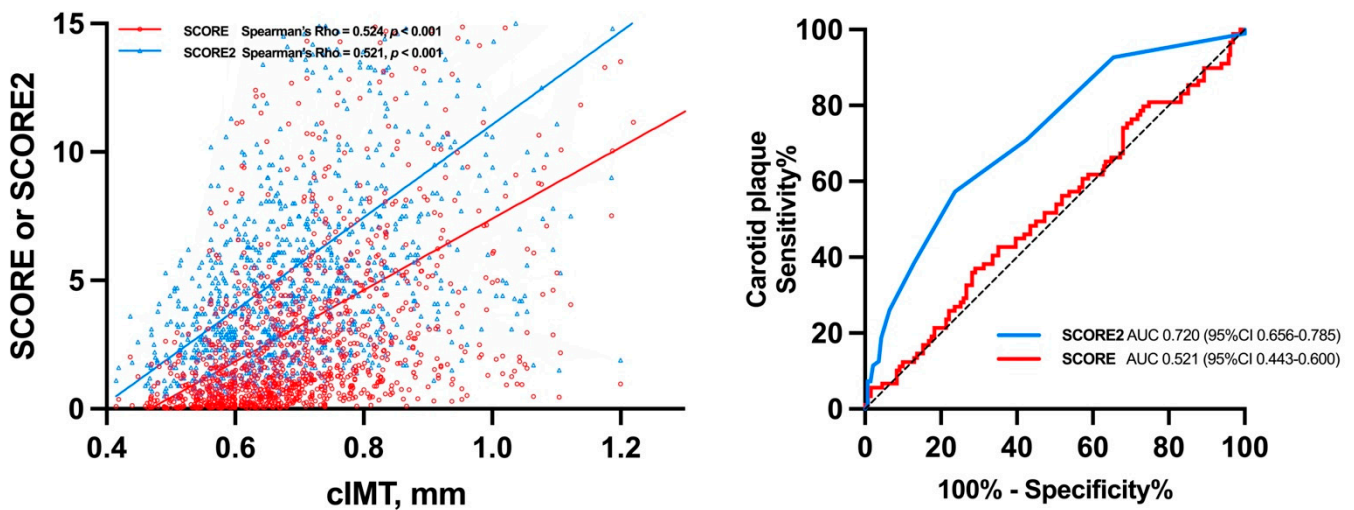 SCORE Spearman's Rho = 0.524, p < 0.001
SCORE2 Spearman's Rho = 0.521, p < 0.001
SCORE or SCORE2
15
10
5
0
0.4 0.6 0.8 1.0 1.2
cIMT, mm
Carotid plaque
Sensitivity%
100
80
60
40
20
0
SCORE2 AUC 0.720 (95%CI 0.656-0.785)
SCORE AUC 0.521 (95%CI 0.443-0.600)
0 20 40 60 80 100
100% - Specificity%